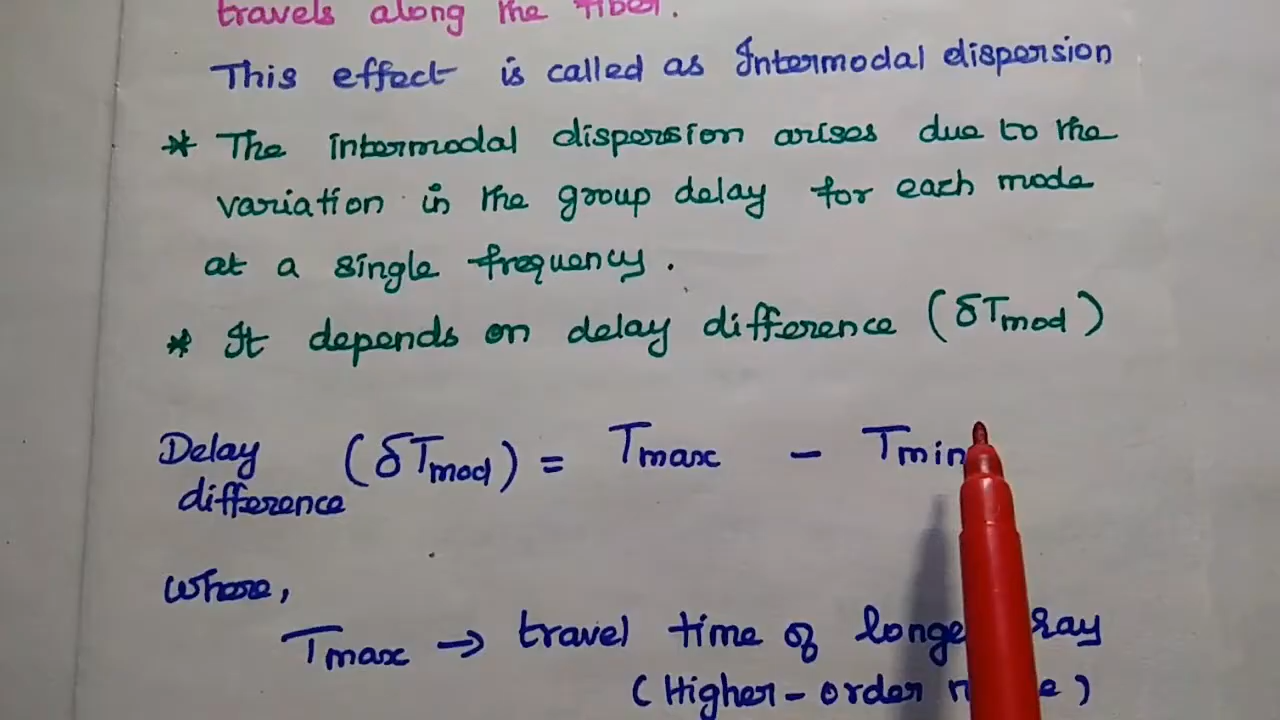 travels along the fiber.
This effect is called as Intermodal dispersion
* The intermodal dispersion arises due to the
variation in the group delay for each mode
at a single frequency.
* It depends on delay difference (δTmod)
Delay difference (δTmod) = Tmax - Tmin
where,
Tmax → travel time of ray
(Higher-order